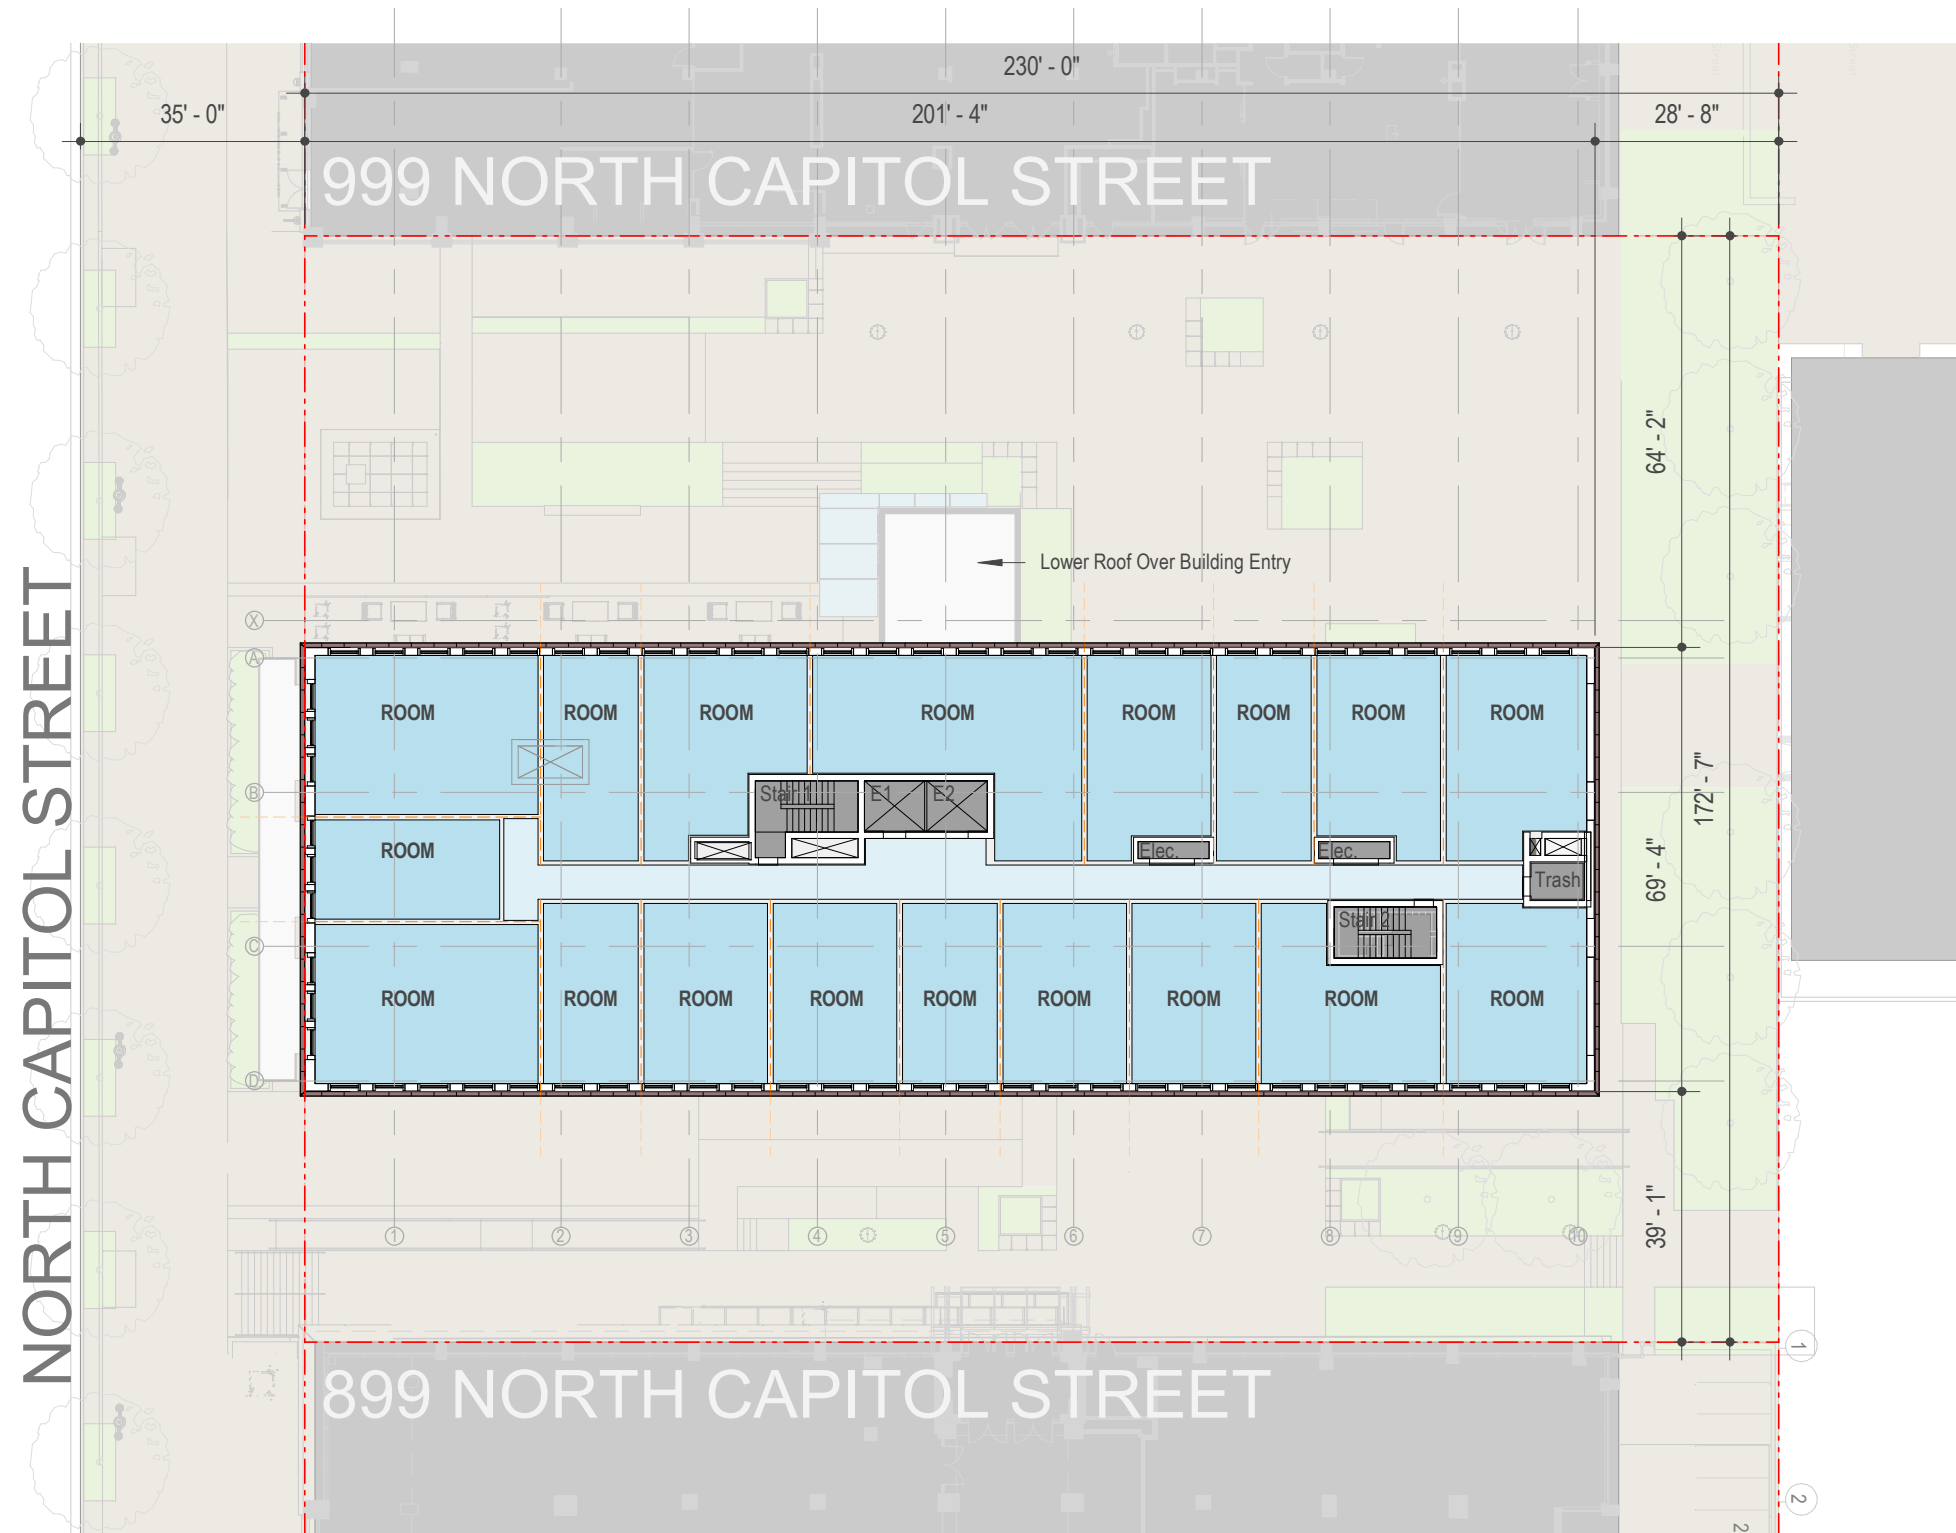 230' - 0"
35' - 0"
201' - 4"
28' - 8"
999 NORTH CAPITOL STREET
64' - 2"
Lower Roof Over Building Entry
NORTH CAPITOL STREET
X
A
ROOM ROOM ROOM ROOM ROOM ROOM ROOM ROOM
172' - 7"
B
Stair 1 E1 E2
ROOM
Elec. Elec.
Trash
69' - 4"
Stair 2
C
ROOM ROOM ROOM ROOM ROOM ROOM ROOM ROOM ROOM
D
39' - 1"
1 2 3 4 5 6 7 8 9 10
1
899 NORTH CAPITOL STREET
2
2